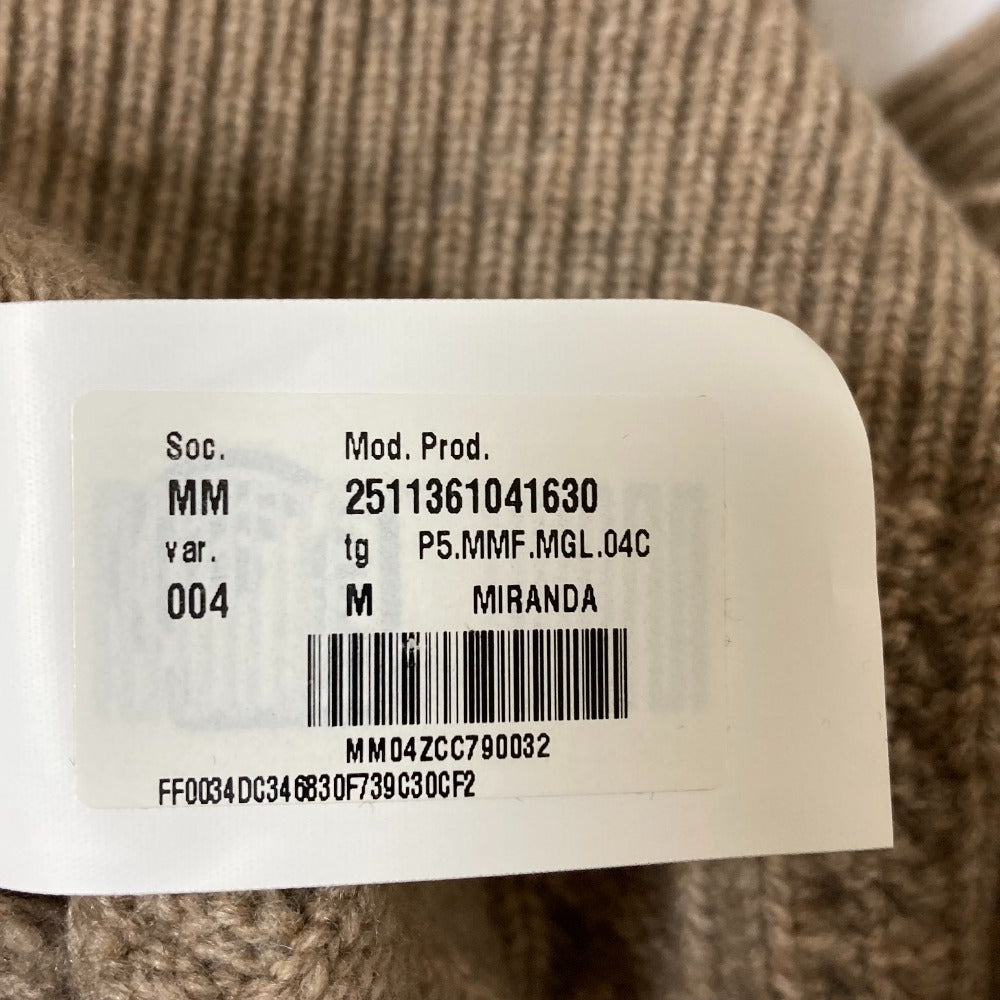 Soc. Mod. Prod.
MM 2511361041630
var. tg P5.MMF.MGL.04C
004 M MIRANDA
MM04ZCC790032
FF0034DC346830F739C30CF2